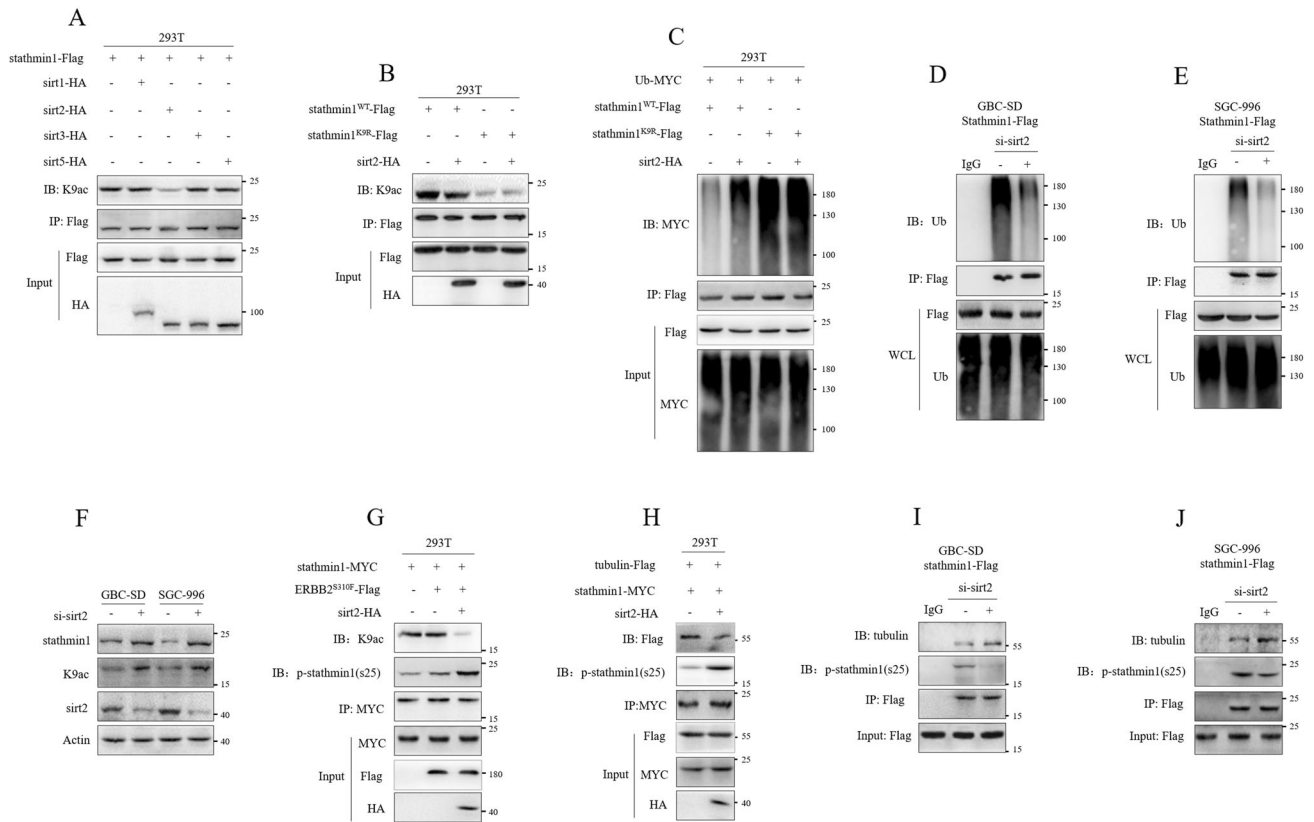 A
293T
stathmin1-Flag + + + + +
sirt1-HA - + - - -
sirt2-HA - - + - -
sirt3-HA - - - + -
sirt5-HA - - - - +
IB: K9ac 25
IP: Flag 25
Flag 25
Input
HA 100
B
293T
stathmin1WT-Flag + + - -
stathmin1K9R-Flag - - + +
sirt2-HA - + - +
IB: K9ac 25
IP: Flag 15
Flag 15
Input
HA 40
C
293T
Ub-MYC + + + +
stathmin1WT-Flag + + - -
stathmin1K9R-Flag - - + +
sirt2-HA - + - +
IB: MYC 180
130
100
IP: Flag 25
Flag 25
Input
MYC 180
130
100
D
GBC-SD
Stathmin1-Flag
si-sirt2
IgG - +
IB: Ub 180
130
100
IP: Flag 15
Flag 25
WCL
Ub 180
130
100
E
SGC-996
Stathmin1-Flag
si-sirt2
IgG - +
IB: Ub 180
130
100
IP: Flag 15
Flag 25
WCL
Ub 180
130
F
GBC-SD SGC-996
si-sirt2 - + - +
stathmin1 25
K9ac 15
sirt2 40
Actin 40
G
293T
stathmin1-MYC + + +
ERBB2S310F-Flag - + +
sirt2-HA - - +
IB: K9ac 15
IB: p-stathmin1(s25) 25
IP: MYC 15
MYC 25
Input
Flag 180
HA 40
H
293T
tubulin-Flag + +
stathmin1-MYC + +
sirt2-HA - +
IB: Flag 55
IB: p-stathmin1(s25) 25
15
IP:MYC 25
Flag 55
Input
MYC 25
HA 40
I
GBC-SD
stathmin1-Flag
si-sirt2
IgG - +
IB: tubulin 55
IB: p-stathmin1(s25) 25
15
IP: Flag 15
Input: Flag 15
J
SGC-996
stathmin1-Flag
si-sirt2
IgG - +
IB: tubulin 55
IB: p-stathmin1(s25) 25
15
IP: Flag 25
Input: Flag 25
15